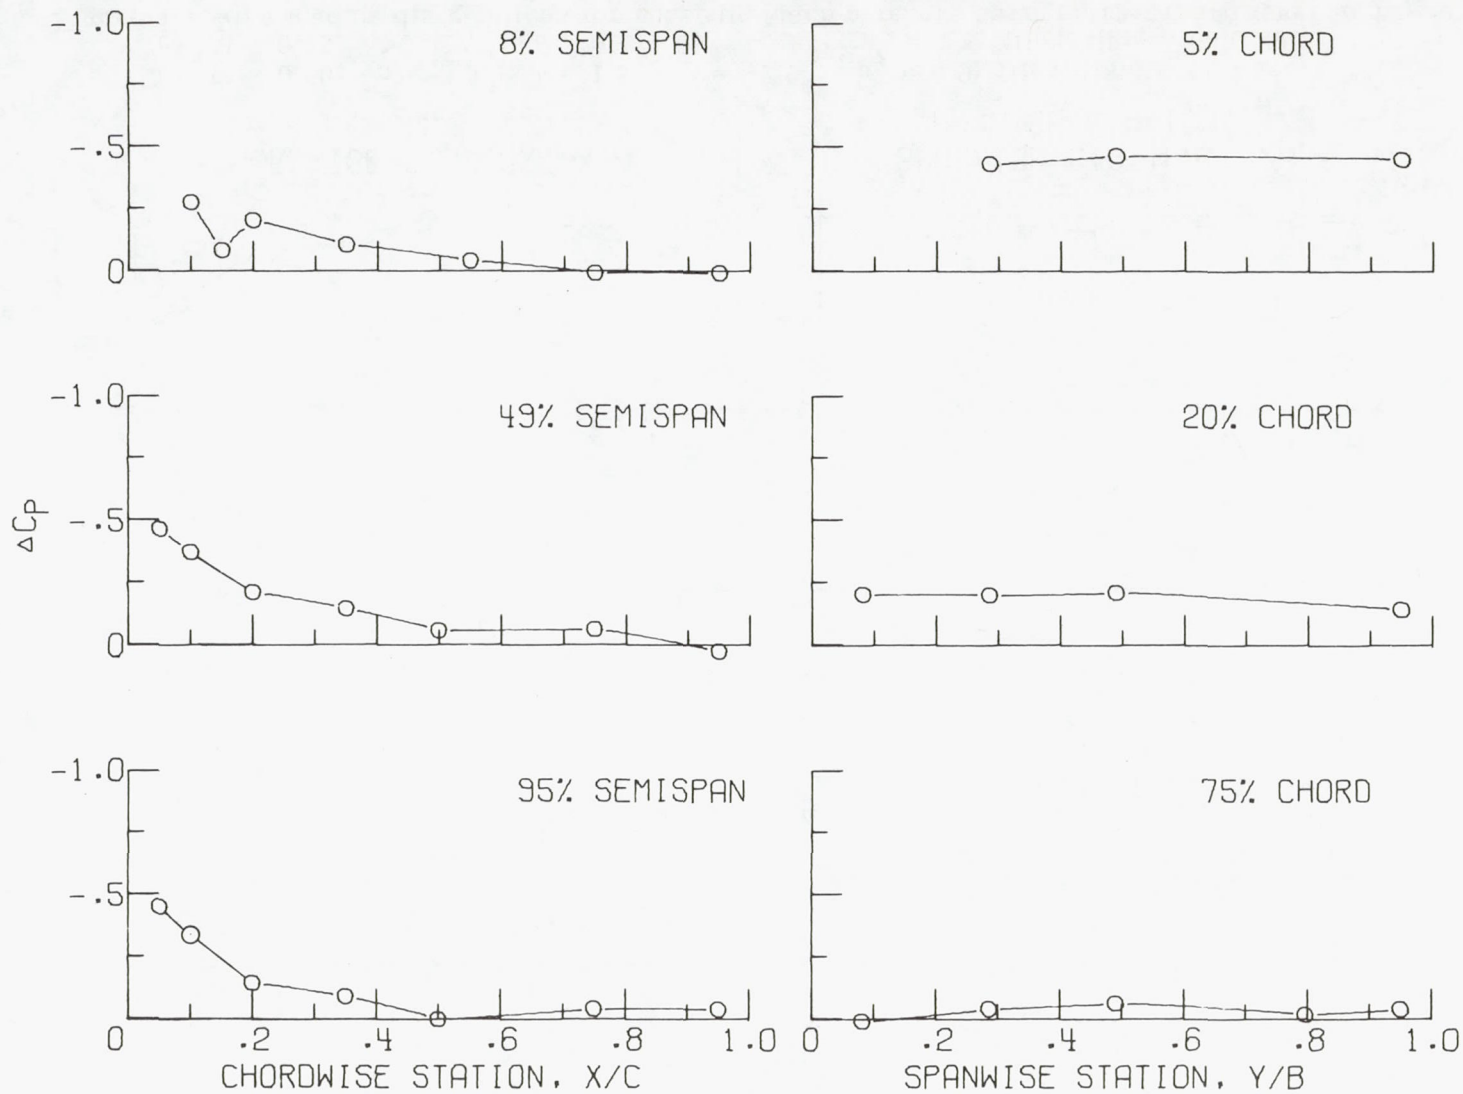 -1.0
8% SEMISPAN
5% CHORD
-.5
0
-1.0
49% SEMISPAN
20% CHORD
ΔCp
-.5
0
-1.0
95% SEMISPAN
75% CHORD
-.5
0 .2 .4 .6 .8 1.0
CHORDWISE STATION, X/C
0 .2 .4 .6 .8 1.0
SPANWISE STATION, Y/B